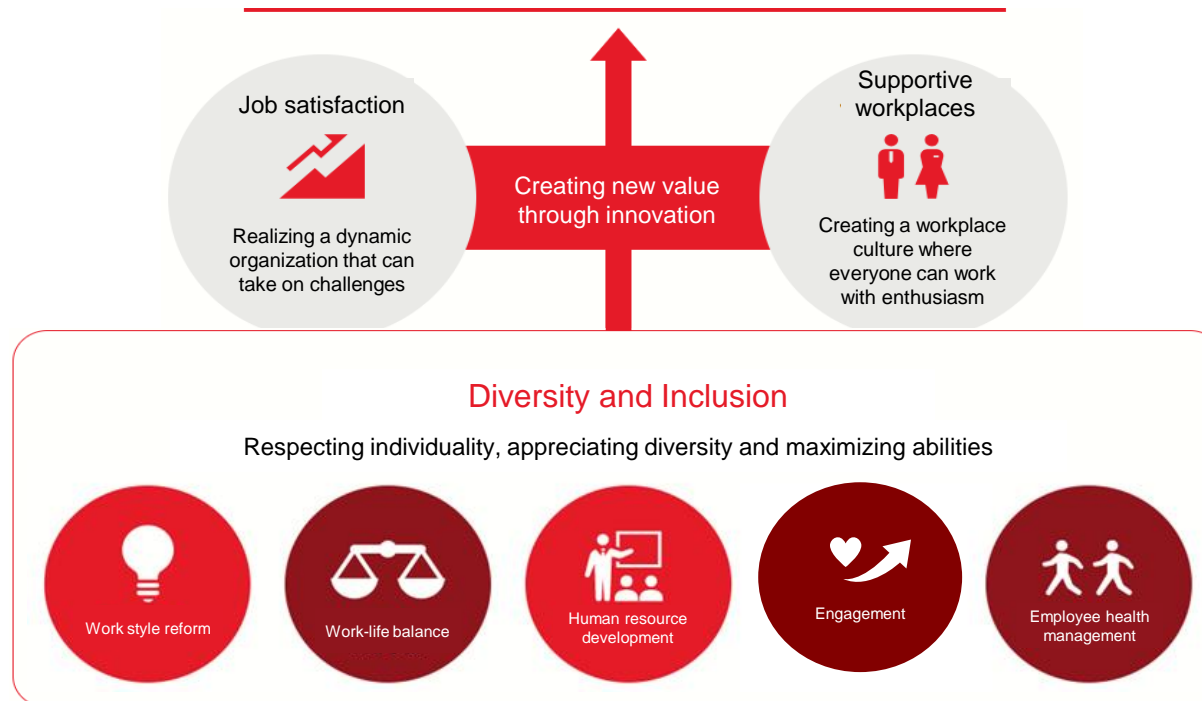 Job satisfaction
Realizing a dynamic
organization that can
take on challenges
Creating new value
through innovation
Supportive
workplaces
Creating a workplace
culture where
everyone can work
with enthusiasm
Diversity and Inclusion
Respecting individuality, appreciating diversity and maximizing abilities
Work style reform
Work-life balance
Human resource
development
Engagement
Employee health
management